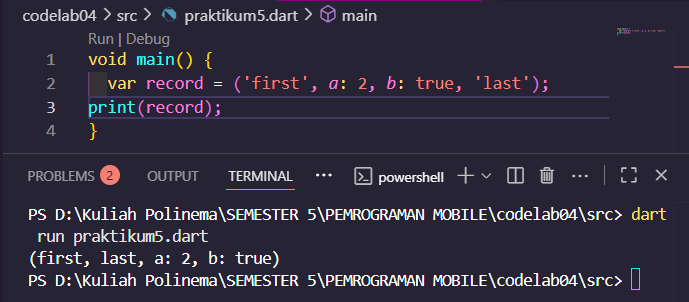 codelab04 > src > praktikum5.dart > main
Run | Debug
1 void main() {
2 var record = ('first', a: 2, b: true, 'last');
3 print(record);
4 }
PROBLEMS 2 OUTPUT TERMINAL ... powershell
PS D:\Kuliah Polinema\SEMESTER 5\PEMROGRAMAN MOBILE\codelab04\src> dart
run praktikum5.dart
(first, last, a: 2, b: true)
PS D:\Kuliah Polinema\SEMESTER 5\PEMROGRAMAN MOBILE\codelab04\src>